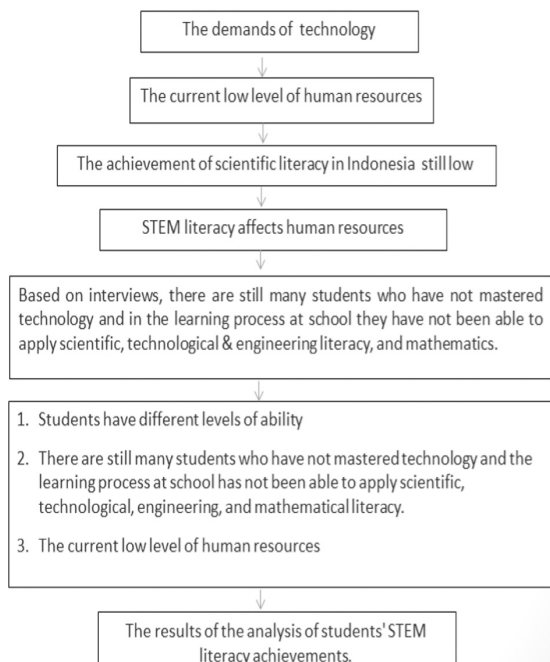 The demands of technology
The current low level of human resources
The achievement of scientific literacy in Indonesia still low
STEM literacy affects human resources
Based on interviews, there are still many students who have not mastered
technology and in the learning process at school they have not been able to
apply scientific, technological & engineering literacy, and mathematics.
1. Students have different levels of ability
2. There are still many students who have not mastered technology and the
learning process at school has not been able to apply scientific,
technological, engineering, and mathematical literacy.
3. The current low level of human resources
The results of the analysis of students' STEM
literacy achievements.